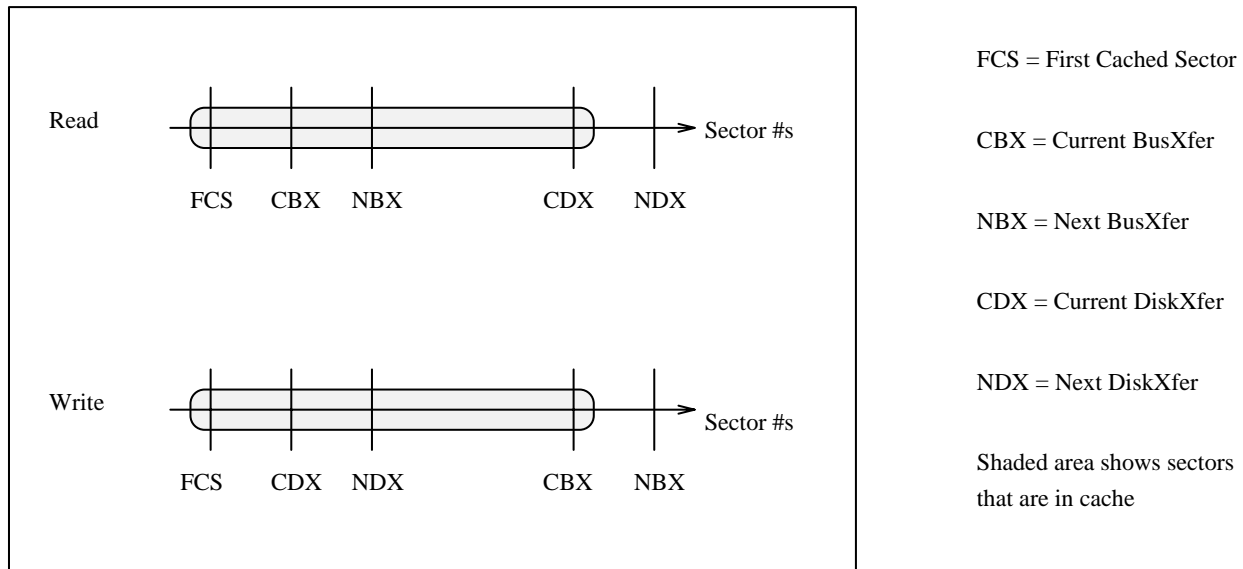 Read
Sector #s
FCS CBX NBX CDX NDX
Write
Sector #s
FCS CDX NDX CBX NBX
FCS = First Cached Sector
CBX = Current BusXfer
NBX = Next BusXfer
CDX = Current DiskXfer
NDX = Next DiskXfer
Shaded area shows sectors
that are in cache